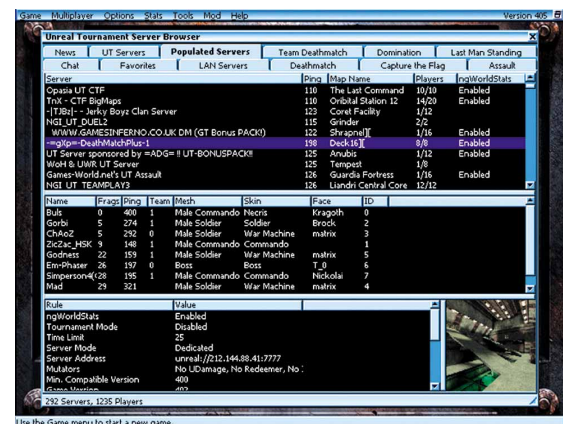 Game Multiplayer Options Stats Tools Mod Help Version 405
Unreal Tournament Server Browser X
News UT Servers Populated Servers Team Deathmatch Domination Last Man Standing
Chat Favorites LAN Servers Deathmatch Capture the Flag Assault
Server Ping Map Name Players ngWorldStats
Opasia UT CTF 110 The Last Command 10/10 Enabled
TnX - CTF BigMaps 110 Oribital Station 12 14/20 Enabled
-|TJBz|- - Jerky Boyz Clan Server 123 Coret Facility 1/12
NGI_UT_DUEL2 115 Grinder 2/2
WWW.GAMESINFERNO.CO.UK DM (GT Bonus PACK!) 122 Shrapnel][ 1/16 Enabled
-=gXp=-DeathMatchPlus-1 198 Deck16][ 8/8 Enabled
UT Server sponsored by =ADG= !! UT-BONUSPACK!! 125 Anubis 1/12 Enabled
WoH & UWR UT Server 125 Tempest 1/8
Games-World.net's UT Assault 126 Guardia Fortress 1/16 Enabled
NGI_UT_TEAMPLAY3 126 Liandri Central Core 12/12
Name Frags Ping Team Mesh Skin Face ID
Buls 0 400 1 Male Commando Necris Kragoth 0
Gorbi 5 274 1 Male Soldier Soldier Brock 2
ChAoZ 5 292 0 Male Soldier War Machine matrix 3
ZicZac_HSK 9 148 1 Male Commando Commando 1
Godness 22 159 1 Male Soldier War Machine matrix 5
Em-Phaser 26 197 0 Boss Boss T_0 6
Simperson4(< 28 195 1 Male Commando Commando Nickolai 7
Mad 29 321 Male Soldier War Machine matrix 4
Rule Value
ngWorldStats Enabled
Tournament Mode Disabled
Time Limit 25
Server Mode Dedicated
Server Address unreal://212.144.88.41:7777
Mutators No UDamage, No Redeemer, No
Min. Compatible Version 400
Game Version 402
292 Servers, 1235 Players
Use the Game menu to start a new game.